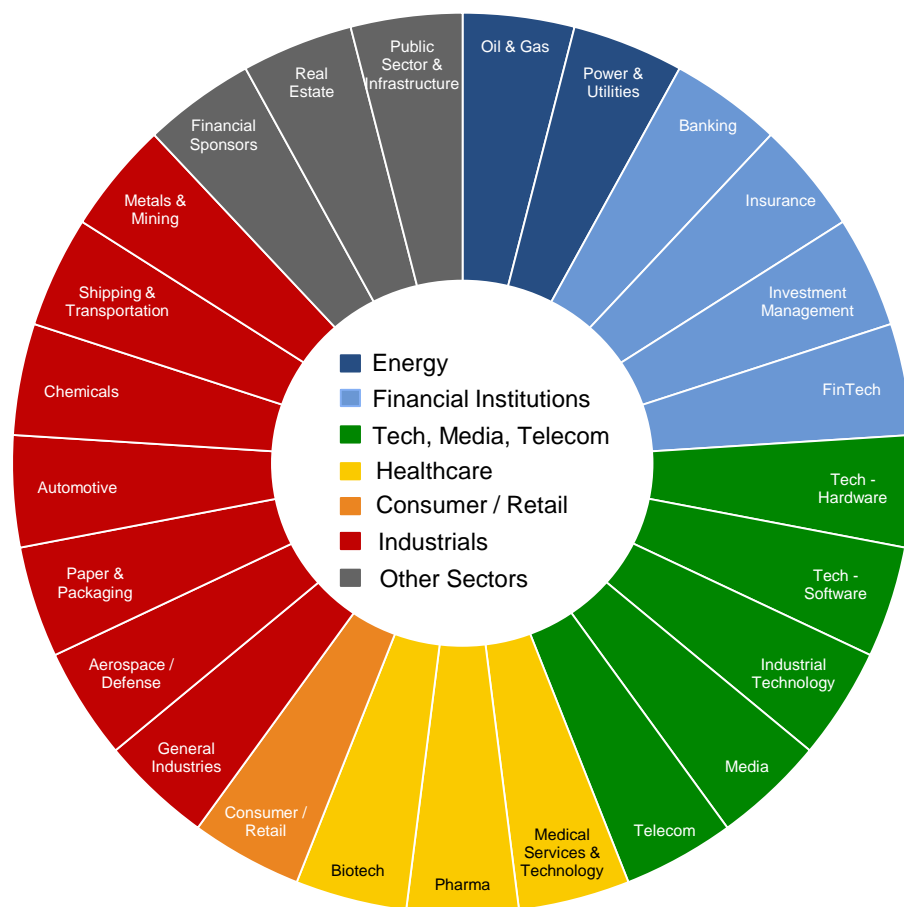 Oil & Gas
Power &
Utilities
Banking
Insurance
Investment
Management
FinTech
Tech -
Hardware
Tech -
Software
Industrial
Technology
Media
Telecom
Medical
Services &
Technology
Pharma
Biotech
Consumer /
Retail
General
Industries
Aerospace /
Defense
Paper &
Packaging
Automotive
Chemicals
Shipping &
Transportation
Metals &
Mining
Financial
Sponsors
Real
Estate
Public
Sector &
Infrastructure
Energy
Financial Institutions
Tech, Media, Telecom
Healthcare
Consumer / Retail
Industrials
Other Sectors